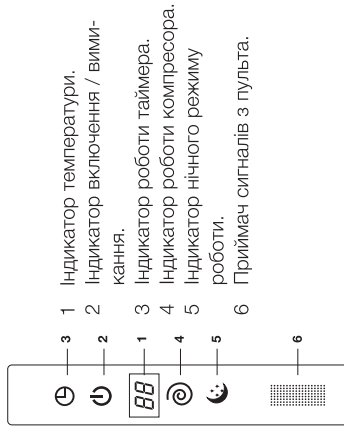 1 Індикатор температури.
2 Індикатор включення / вими-
кання.
3 Індикатор роботи таймера.
4 Індикатор роботи компресора.
5 Індикатор нічного режиму
роботи.
6 Приймач сигналів з пульта.
3
2
88
1
4
5
6